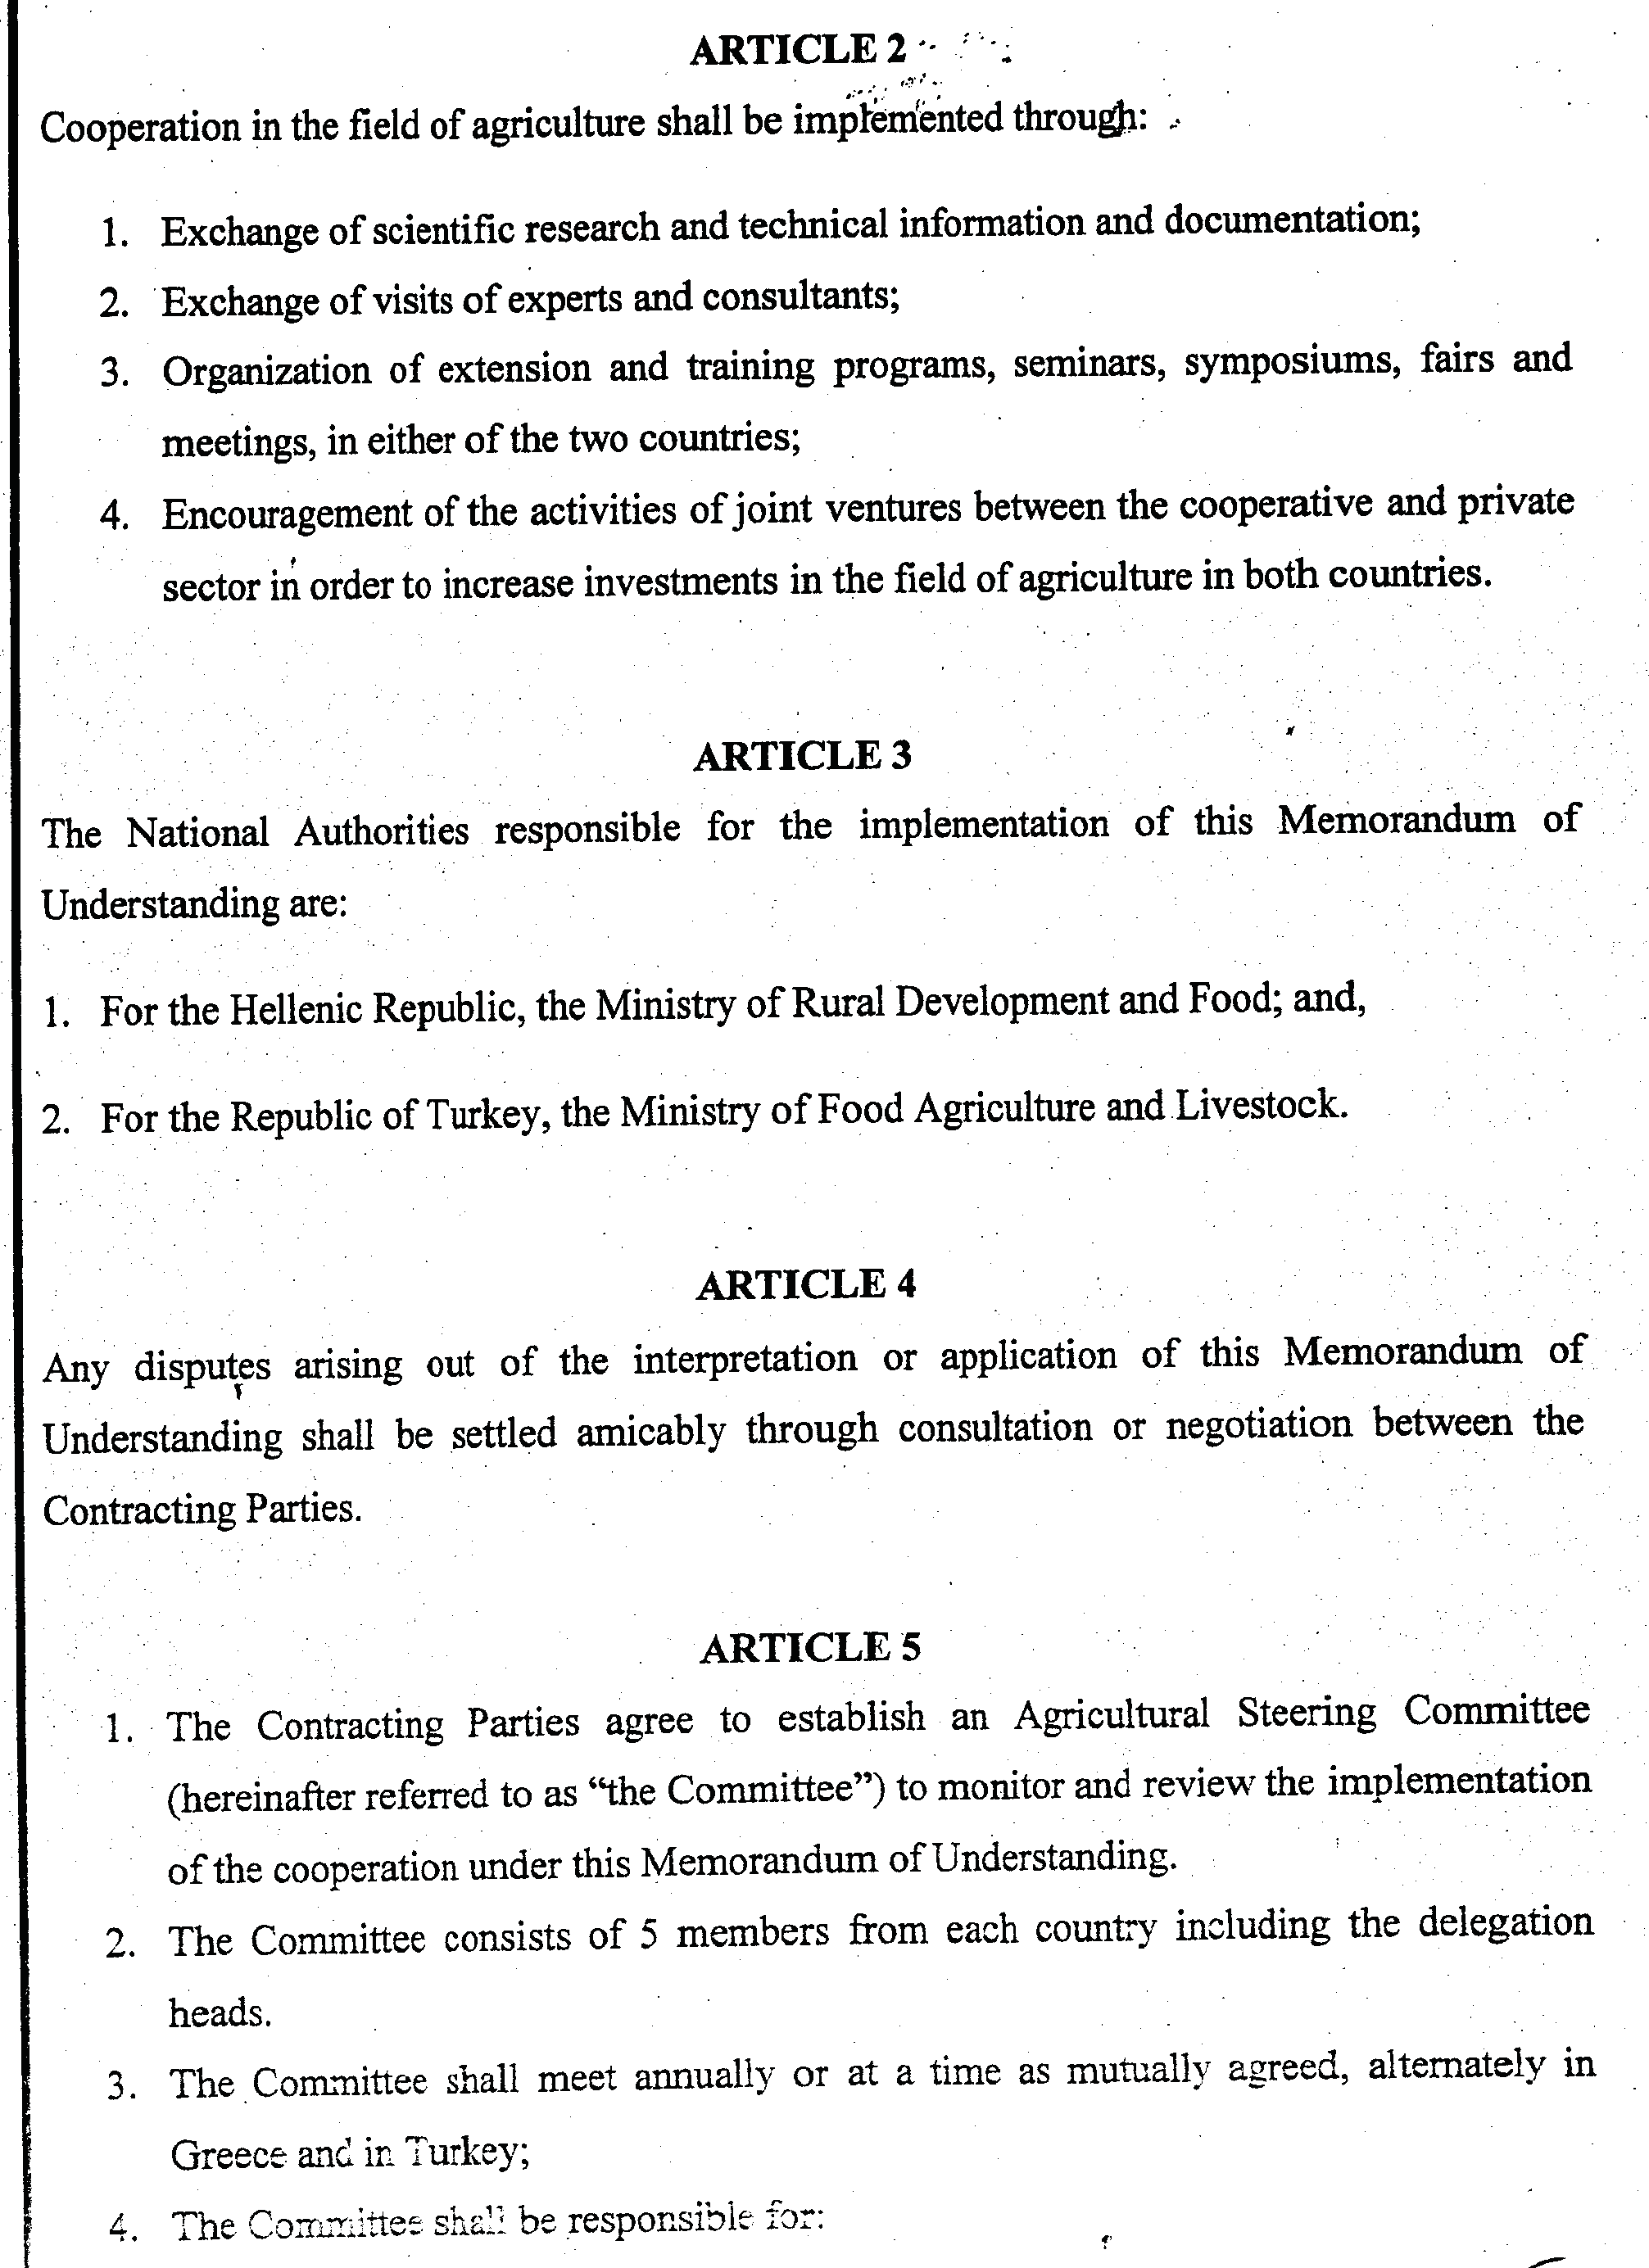 ARTICLE 2
Cooperation in the field of agriculture shall be implemented through:
1. Exchange of scientific research and technical information and documentation;
2. Exchange of visits of experts and consultants;
3. Organization of extension and training programs, seminars, symposiums, fairs and
meetings, in either of the two countries;
4. Encouragement of the activities of joint ventures between the cooperative and private
sector in order to increase investments in the field of agriculture in both countries.
ARTICLE 3
The National Authorities responsible for the implementation of this Memorandum of
Understanding are:
1. For the Hellenic Republic, the Ministry of Rural Development and Food; and,
2. For the Republic of Turkey, the Ministry of Food Agriculture and Livestock.
ARTICLE 4
Any disputes arising out of the interpretation or application of this Memorandum of
Understanding shall be settled amicably through consultation or negotiation between the
Contracting Parties.
ARTICLE 5
1. The Contracting Parties agree to establish an Agricultural Steering Committee
(hereinafter referred to as “the Committee”) to monitor and review the implementation
of the cooperation under this Memorandum of Understanding.
2. The Committee consists of 5 members from each country including the delegation
heads.
3. The Committee shall meet annually or at a time as mutually agreed, alternately in
Greece and in Turkey;
4. The Committee shall be responsible for: